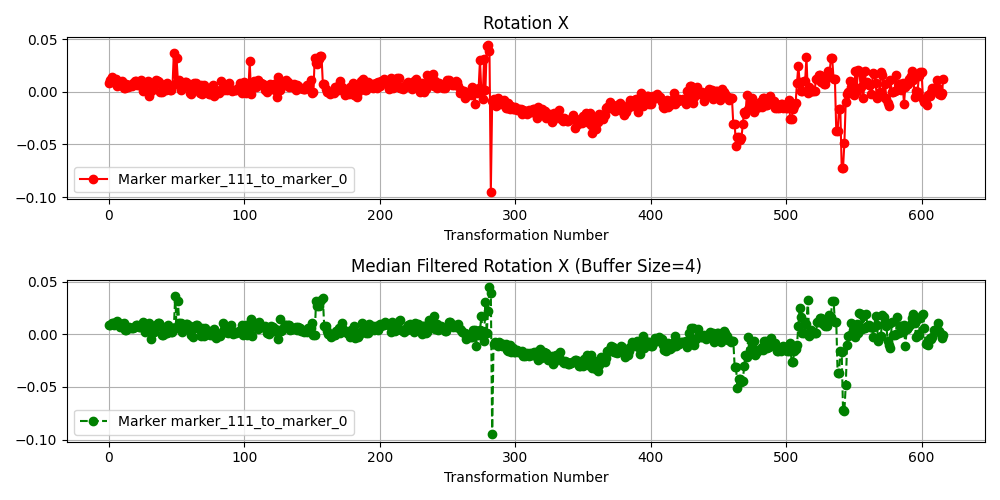 Rotation X
0.05
0.00
−0.05
−0.10
Marker marker_111_to_marker_0
0 100 200 300 400 500 600
Transformation Number
Median Filtered Rotation X (Buffer Size=4)
0.05
0.00
−0.05
−0.10
Marker marker_111_to_marker_0
0 100 200 300 400 500 600
Transformation Number